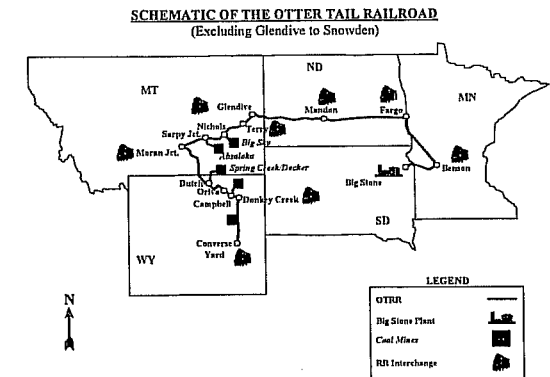 SCHEMATIC OF THE OTTER TAIL RAILROAD
(Excluding Glendive to Snowden)
ND
MT
MN
Glendive
Mandan
Fargo
Nichols
Terry
Sarpy Jct.
Big Sky
Moran Jct.
Absaloka
Spring Creek/Decker
Benson
Big Stone
Dutch
Oriva
Campbell
Donkey Creek
SD
Converse
Yard
WY
LEGEND
N
OTRR
Big Stone Plant
Coal Mines
RR Interchange